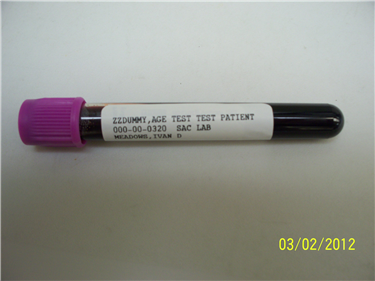 ZZDUMMY,AGE TEST TEST PATIENT
000-00-0320 SAC LAB
MEADOWS,IVAN D
03/02/2012